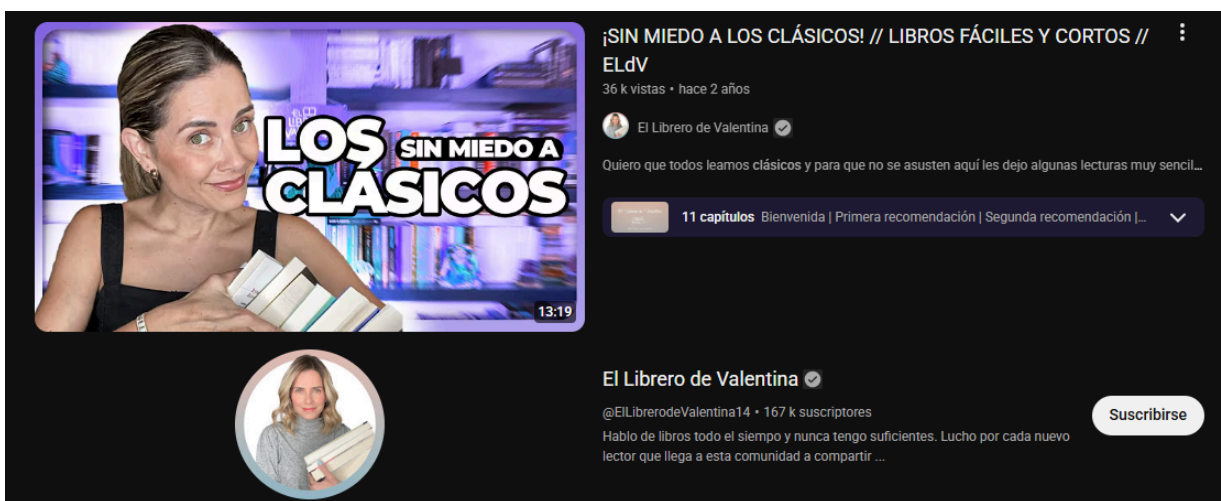 LOS SIN MIEDO A
CLÁSICOS
13:19
¡SIN MIEDO A LOS CLÁSICOS! // LIBROS FÁCILES Y CORTOS //
ELdV
36 k vistas • hace 2 años
El Librero de Valentina
Quiero que todos leamos clásicos y para que no se asusten aquí les dejo algunas lecturas muy sencil...
11 capítulos Bienvenida | Primera recomendación | Segunda recomendación |...
El Librero de Valentina
@ElLibrerodeValentina14 • 167 k suscriptores
Hablo de libros todo el siempo y nunca tengo suficientes. Lucho por cada nuevo
lector que llega a esta comunidad a compartir ...
Suscribirse